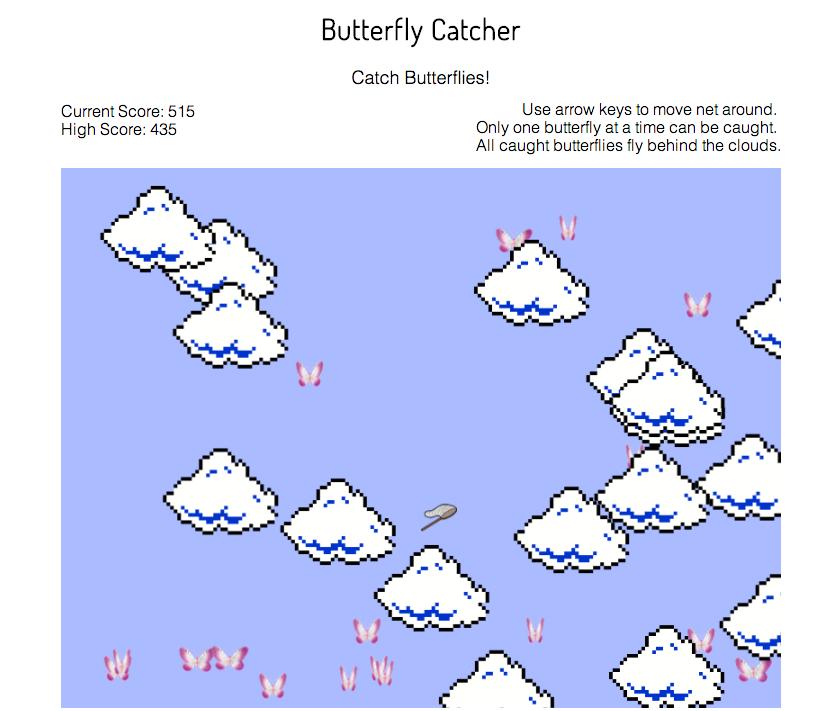 Butterfly Catcher
Catch Butterflies!
Current Score: 515
High Score: 435
Use arrow keys to move net around.
Only one butterfly at a time can be caught.
All caught butterflies fly behind the clouds.